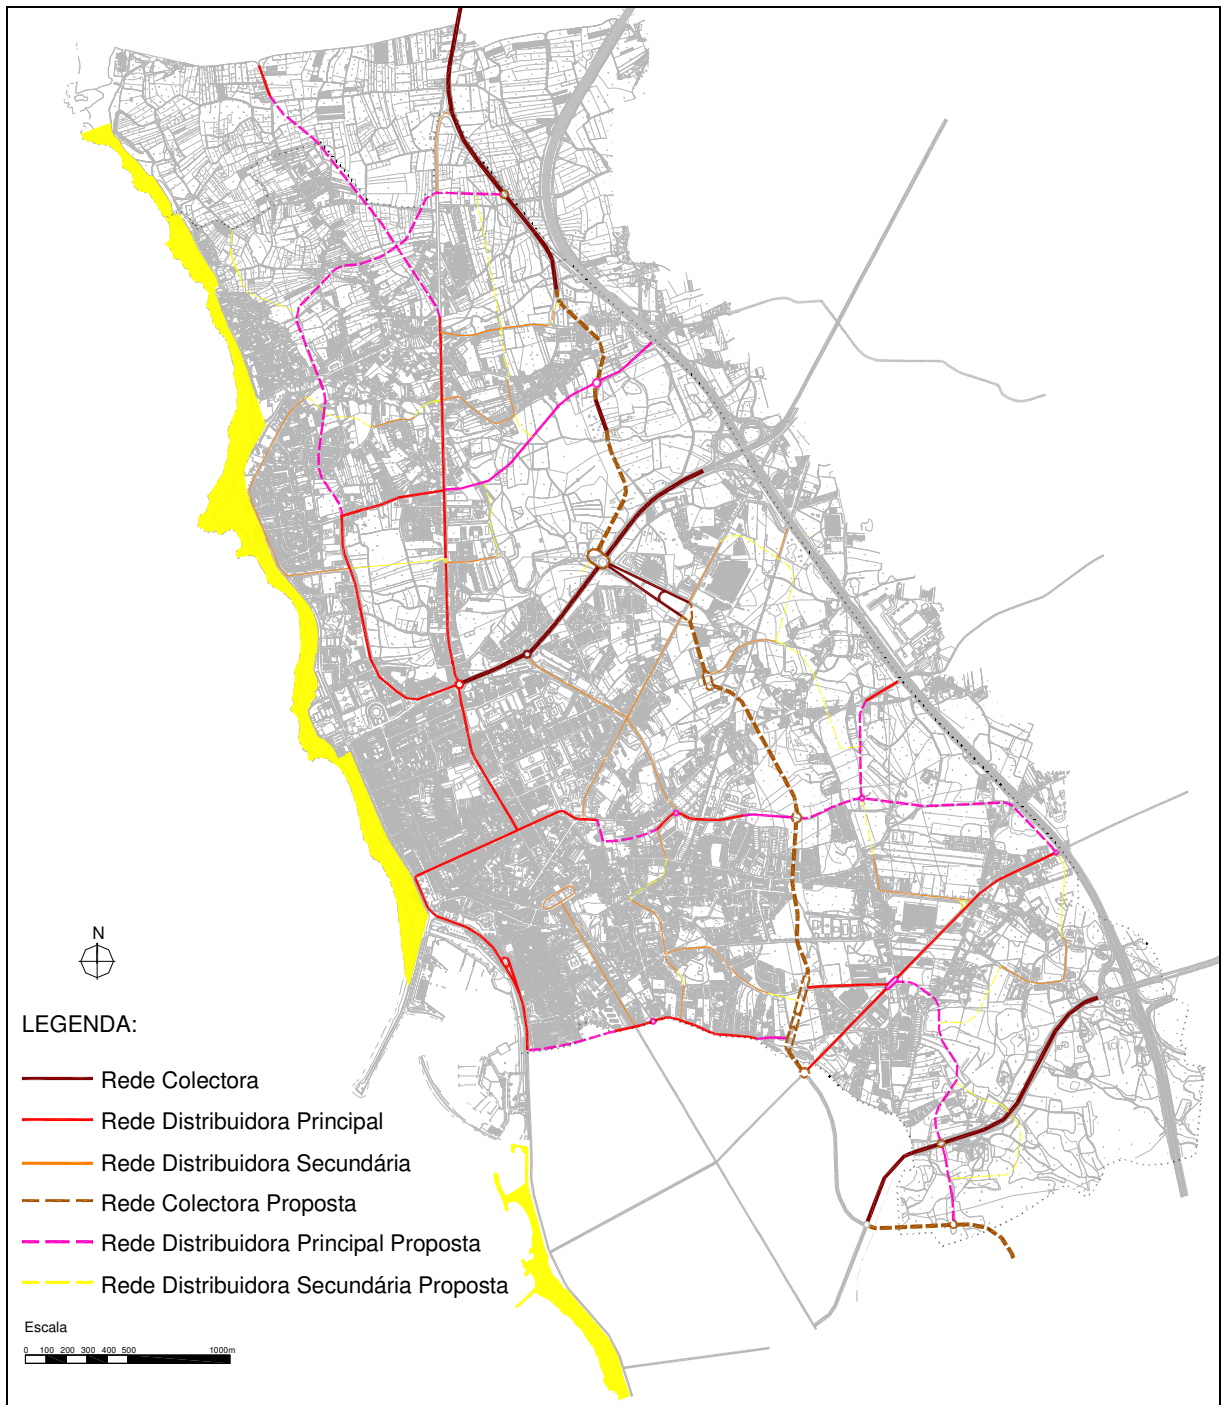 N
LEGENDA:
Rede Colectora
Rede Distribuidora Principal
Rede Distribuidora Secundária
Rede Colectora Proposta
Rede Distribuidora Principal Proposta
Rede Distribuidora Secundária Proposta
Escala
0 100 200 300 400 500 1000m